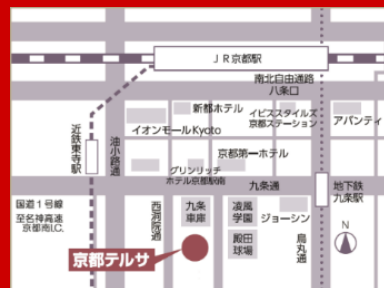 JR京都駅
南北自由通路
八条口
新都ホテル
イビススタイルズ
京都ステーション
アバンティ
イオンモールKyoto
近鉄東寺駅
油小路通
京都第一ホテル
グリンリッチ
ホテル京都駅南
九条通
地下鉄
九条駅
国道1号線
至名神高速
京都南I.C.
西洞院通
九条
車庫
凌風
学園
ジョーシン
殿田
球場
烏丸通
N
京都テルサ